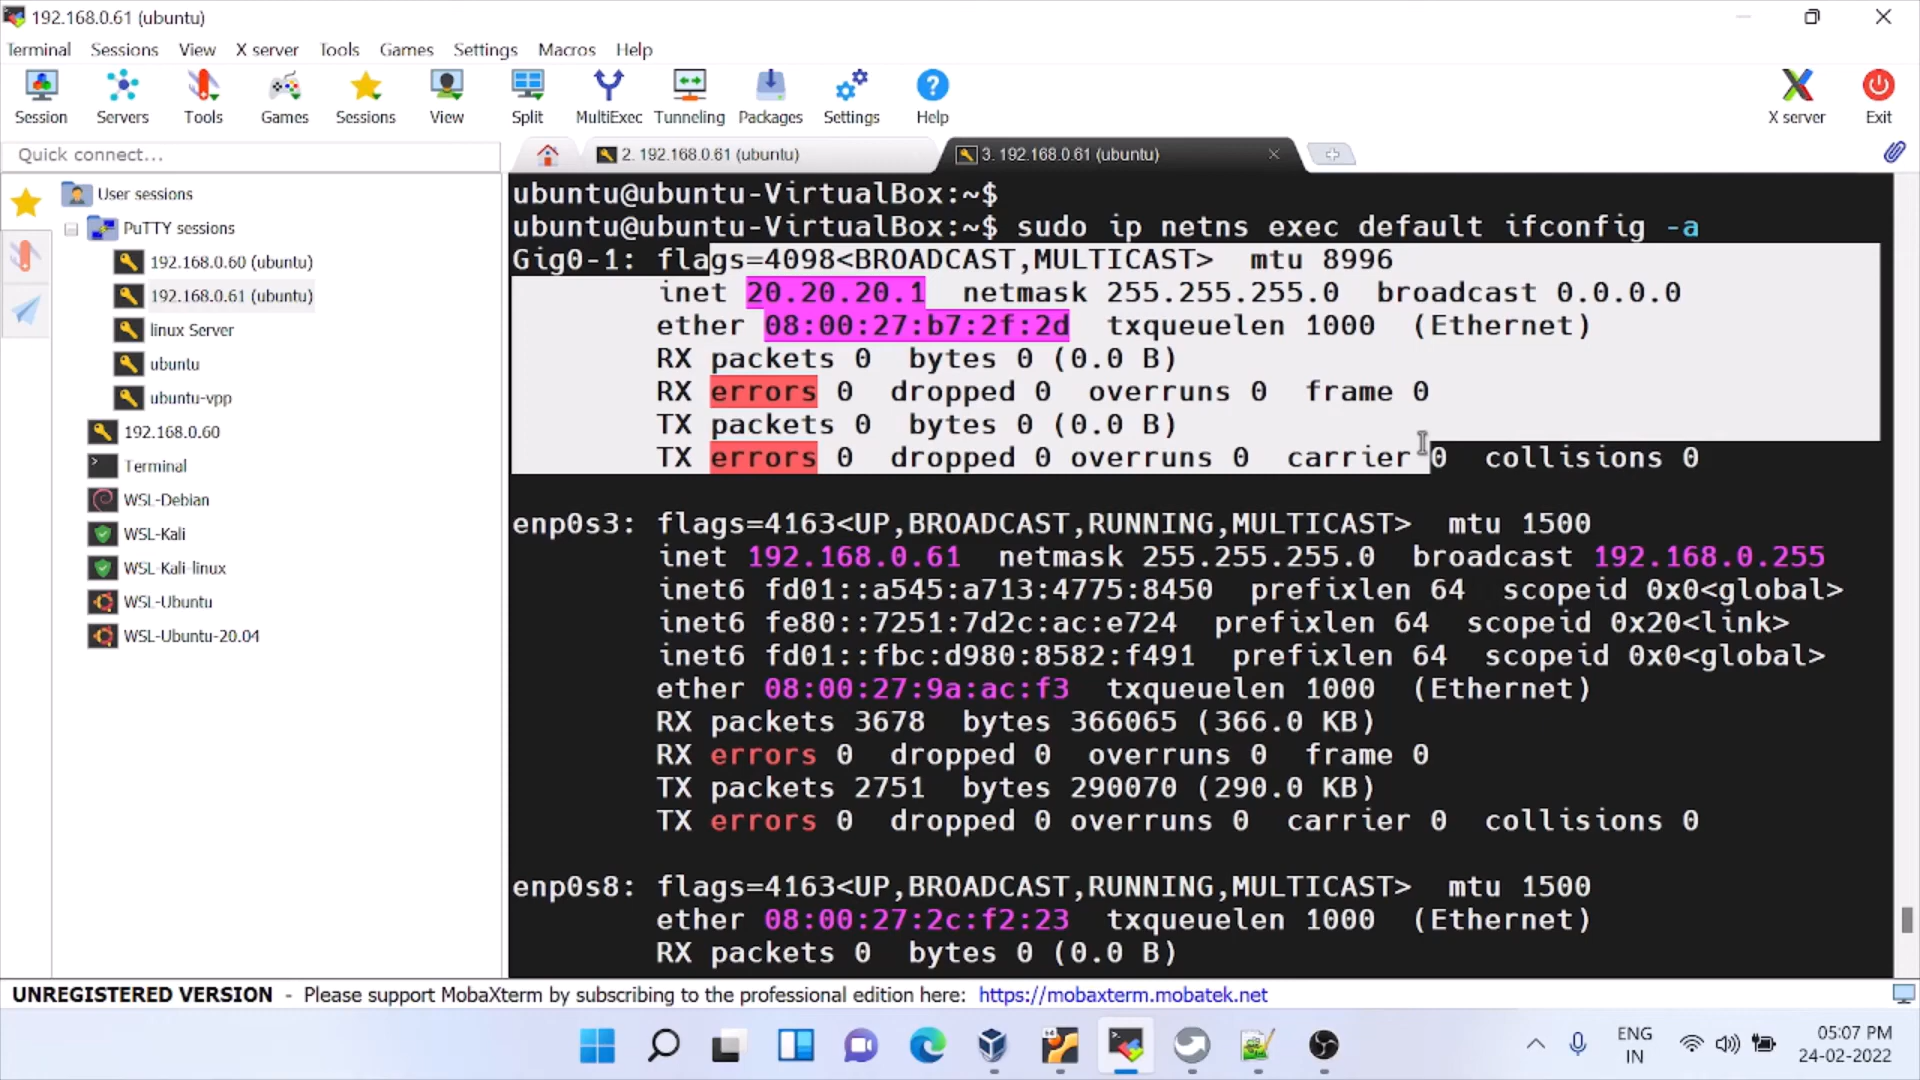 192.168.0.61 (ubuntu)
Terminal Sessions View X server Tools Games Settings Macros Help
Session Servers Tools Games Sessions View Split MultiExec Tunneling Packages Settings Help X server Exit
Quick connect...
2. 192.168.0.61 (ubuntu)
3. 192.168.0.61 (ubuntu)
User sessions
PuTTY sessions
192.168.0.60 (ubuntu)
192.168.0.61 (ubuntu)
linux Server
ubuntu
ubuntu-vpp
192.168.0.60
Terminal
WSL-Debian
WSL-Kali
WSL-Kali-linux
WSL-Ubuntu
WSL-Ubuntu-20.04
ubuntu@ubuntu-VirtualBox:~$
ubuntu@ubuntu-VirtualBox:~$ sudo ip netns exec default ifconfig -a
Gig0-1: flags=4098<BROADCAST,MULTICAST> mtu 8996
inet 20.20.20.1 netmask 255.255.255.0 broadcast 0.0.0.0
ether 08:00:27:b7:2f:2d txqueuelen 1000 (Ethernet)
RX packets 0 bytes 0 (0.0 B)
RX errors 0 dropped 0 overruns 0 frame 0
TX packets 0 bytes 0 (0.0 B)
TX errors 0 dropped 0 overruns 0 carrier 0 collisions 0
enp0s3: flags=4163<UP,BROADCAST,RUNNING,MULTICAST> mtu 1500
inet 192.168.0.61 netmask 255.255.255.0 broadcast 192.168.0.255
inet6 fd01::a545:a713:4775:8450 prefixlen 64 scopeid 0x0<global>
inet6 fe80::7251:7d2c:ac:e724 prefixlen 64 scopeid 0x20<link>
inet6 fd01::fbc:d980:8582:f491 prefixlen 64 scopeid 0x0<global>
ether 08:00:27:9a:ac:f3 txqueuelen 1000 (Ethernet)
RX packets 3678 bytes 366065 (366.0 KB)
RX errors 0 dropped 0 overruns 0 frame 0
TX packets 2751 bytes 290070 (290.0 KB)
TX errors 0 dropped 0 overruns 0 carrier 0 collisions 0
enp0s8: flags=4163<UP,BROADCAST,RUNNING,MULTICAST> mtu 1500
ether 08:00:27:2c:f2:23 txqueuelen 1000 (Ethernet)
RX packets 0 bytes 0 (0.0 B)
UNREGISTERED VERSION - Please support MobaXterm by subscribing to the professional edition here: https://mobaxterm.mobatek.net
ENG
IN
05:07 PM
24-02-2022